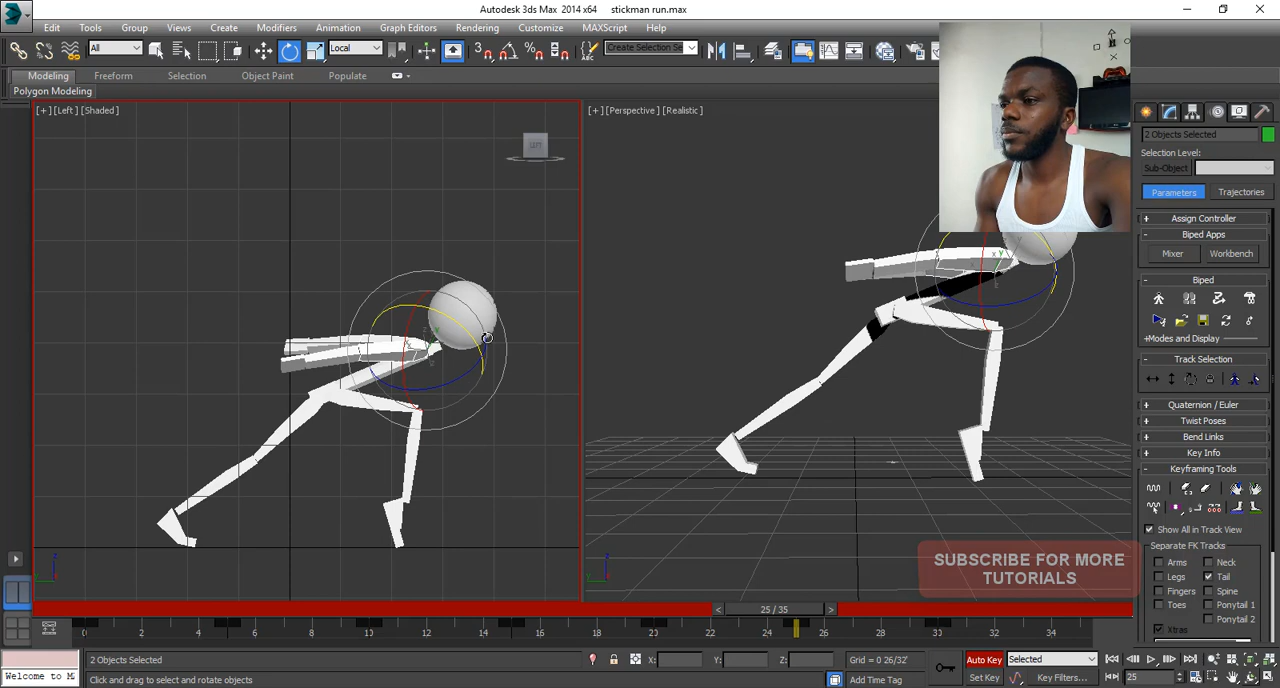 Autodesk 3ds Max 2014 x64 stickman run.max
Edit Tools Group Views Create Modifiers Animation Graph Editors Rendering Customize MAXScript Help
All Local Create Selection Se
Modeling Freeform Selection Object Paint Populate
Polygon Modeling
[+] [Left] [Shaded]
[+] [Perspective] [Realistic]
LEFT
2 Objects Selected
Selection Level:
Sub-Object
Parameters Trajectories
+ Assign Controller
- Biped Apps
Mixer Workbench
- Biped
+Modes and Display
- Track Selection
+ Quaternion / Euler
+ Twist Poses
+ Bend Links
+ Key Info
- Keyframing Tools
Show All in Track View
Separate FK Tracks
Arms Neck
Legs Tail
Fingers Spine
Toes Ponytail 1
Ponytail 2
Xtras
SUBSCRIBE FOR MORE
TUTORIALS
< 25 / 35 >
0 2 4 6 8 10 12 14 16 18 20 22 24 26 28 30 32 34
2 Objects Selected X: Y: Z: Grid = 0 26/32" Auto Key Selected
Welcome to M Click and drag to select and rotate objects Add Time Tag Set Key Key Filters... 25